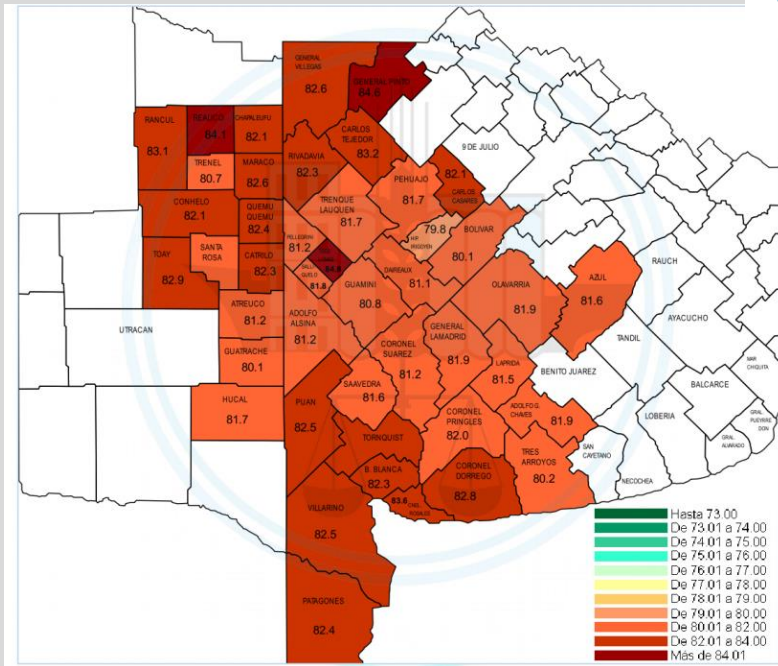 GENERAL
VILLEGAS
82.6
GENERAL PINTO
84.6
RANCUL
83.1
REALICO
84.1
CHAPALEUFU
82.1
TRENEL
80.7
MARACO
82.6
RIVADAVIA
82.3
CARLOS
TEJEDOR
83.2
9 DE JULIO
PEHUAJO
81.7
82.1
CARLOS
CASARES
CONHELO
82.1
QUEMU
QUEMU
82.4
TRENQUE
LAUQUEN
81.7
79.8
BOLIVAR
80.1
PELLEGRINI
81.2
TOAY
82.9
SANTA
ROSA
CATRILO
82.3
84.8
81.8
GUAMINI
80.8
DAIREAUX
81.1
OLAVARRIA
81.9
AZUL
81.6
RAUCH
AYACUCHO
ATREUCO
81.2
ADOLFO
ALSINA
81.2
UTRACAN
GUATRACHE
80.1
CORONEL
SUAREZ
81.2
GENERAL
LAMADRID
81.9
LAPRIDA
81.5
TANDIL
BENITO JUAREZ
MAR
CHIQUITA
BALCARCE
HUCAL
81.7
SAAVEDRA
81.6
PUAN
82.5
CORONEL
PRINGLES
82.0
ADOLFO G.
CHAVES
81.9
LOBERIA
GRAL
PUEYRRE
DON
GRAL
ALVARADO
TORNQUIST
SAN
CAYETANO
NECOCHEA
TRES
ARROYOS
80.2
B. BLANCA
82.3
83.6
CORONEL
DORREGO
82.8
VILLARINO
82.5
PATAGONES
82.4
Hasta 73.00
De 73.01 a 74.00
De 74.01 a 75.00
De 75.01 a 76.00
De 76.01 a 77.00
De 77.01 a 78.00
De 78.01 a 79.00
De 79.01 a 80.00
De 80.01 a 82.00
De 82.01 a 84.00
Más de 84.01